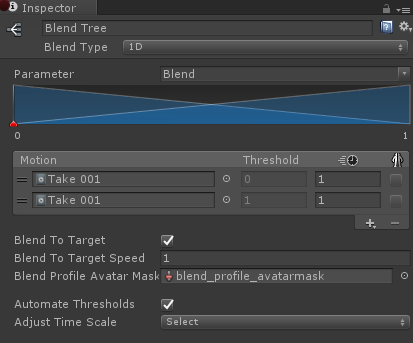 Inspector
Blend Tree
Blend Type 1D
Parameter Blend
0 1
Motion Threshold
Take 001 0 1
Take 001 1 1
Blend To Target
Blend To Target Speed 1
Blend Profile Avatar Mask blend_profile_avatarmask
Automate Thresholds
Adjust Time Scale Select